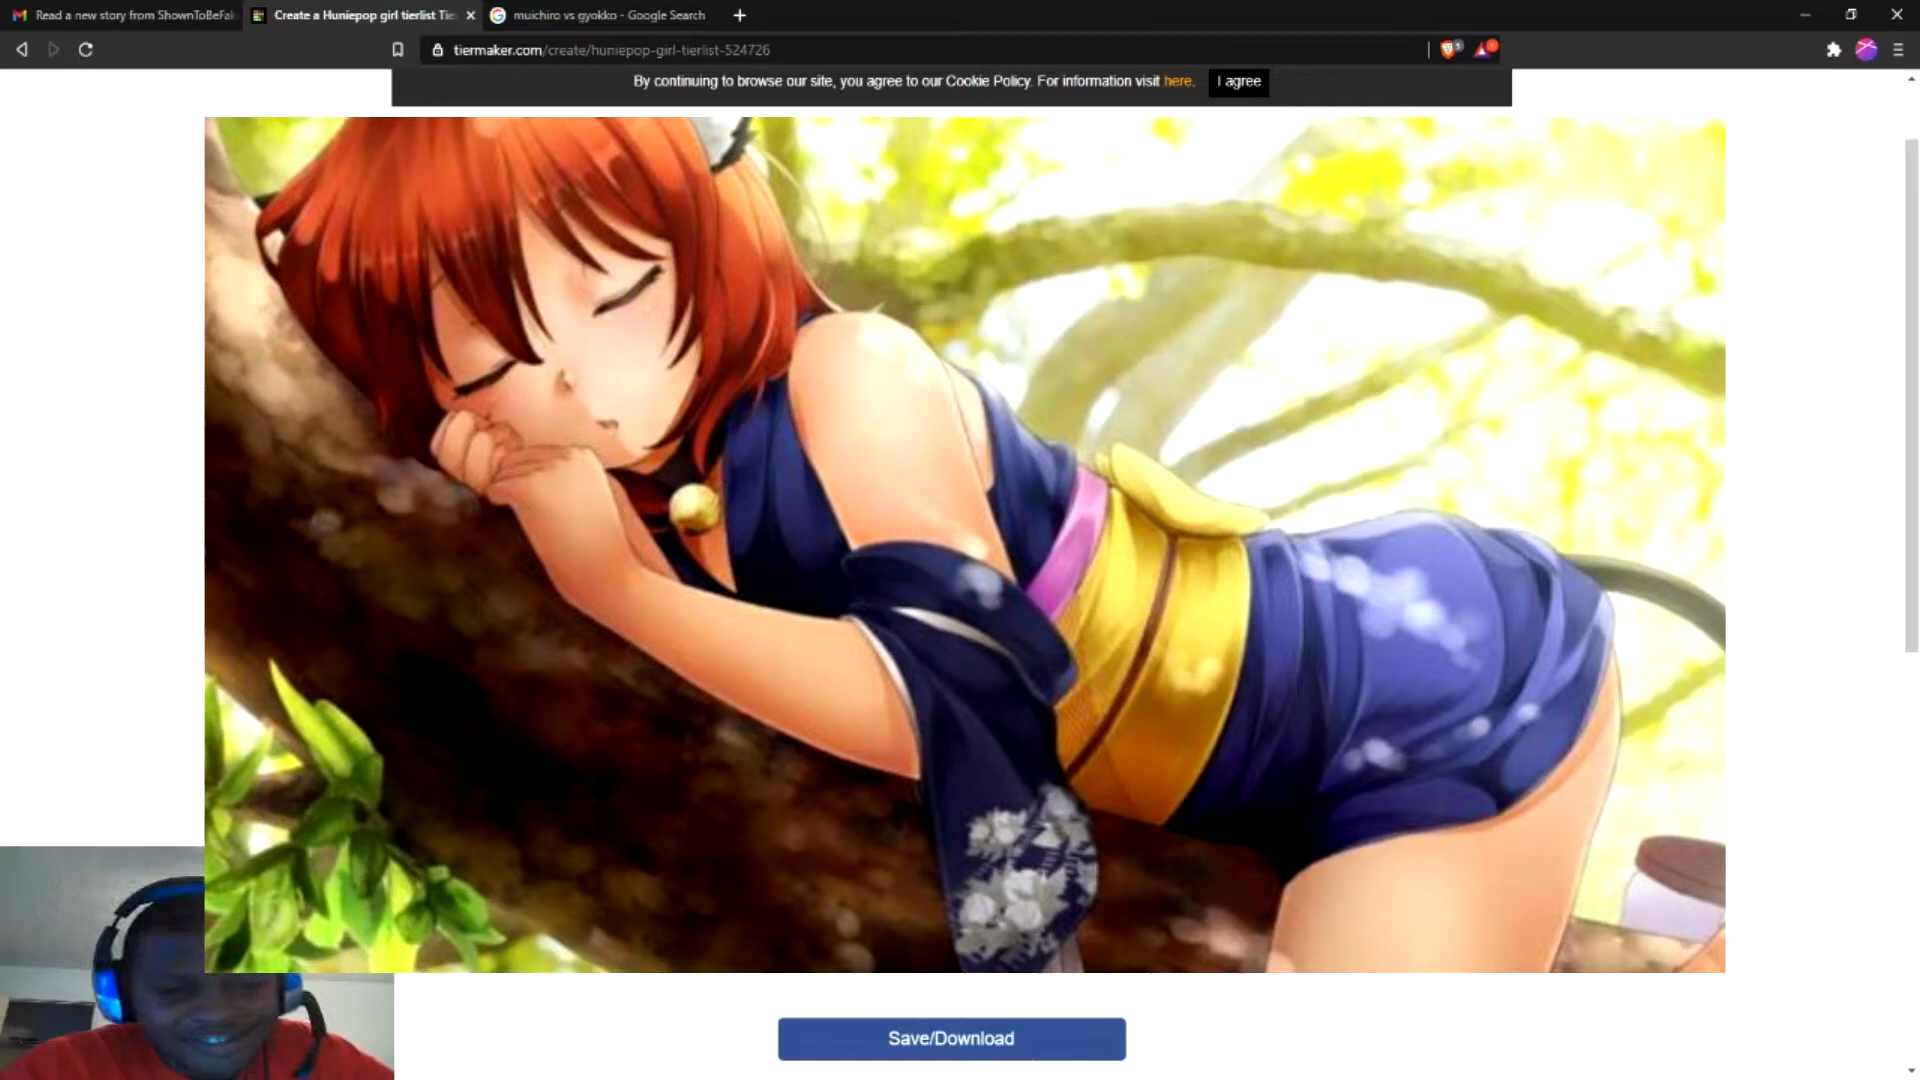 Read a new story from ShownToBeFak
Create a Huniepop girl tierlist Tie
muichiro vs gyokko - Google Search
tiermaker.com/create/huniepop-girl-tierlist-524726
By continuing to browse our site, you agree to our Cookie Policy. For information visit here. I agree
Save/Download